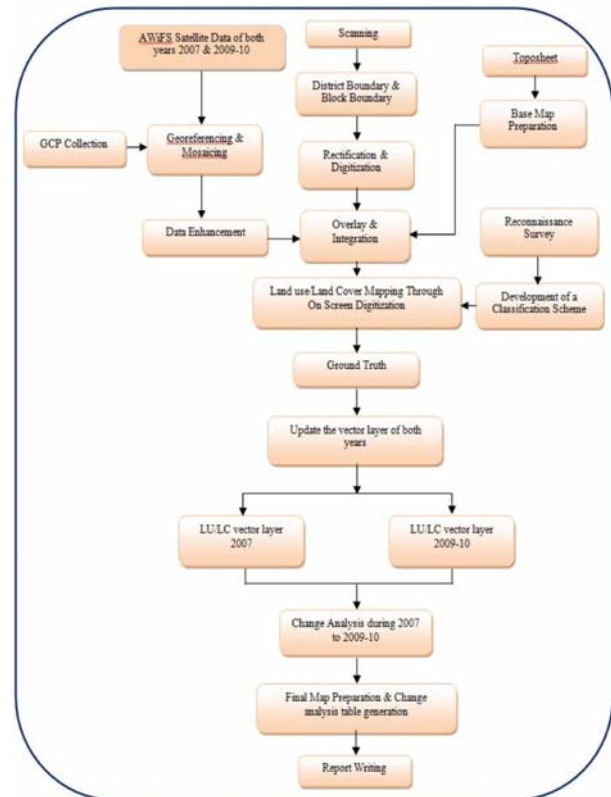 AWiFS Satellite Data of both
years 2007 & 2009-10
Scanning
Toposheet
District Boundary &
Block Boundary
Base Map
Preparation
GCP Collection
Georeferencing &
Mosaicing
Rectification &
Digitization
Data Enhancement
Overlay &
Integration
Reconnaissance
Survey
Land use/Land Cover Mapping Through
On Screen Digitization
Development of a
Classification Scheme
Ground Truth
Update the vector layer of both
years
LU/LC vector layer
2007
LU/LC vector layer
2009-10
Change Analysis during 2007
to 2009-10
Final Map Preparation & Change
analysis table generation
Report Writing